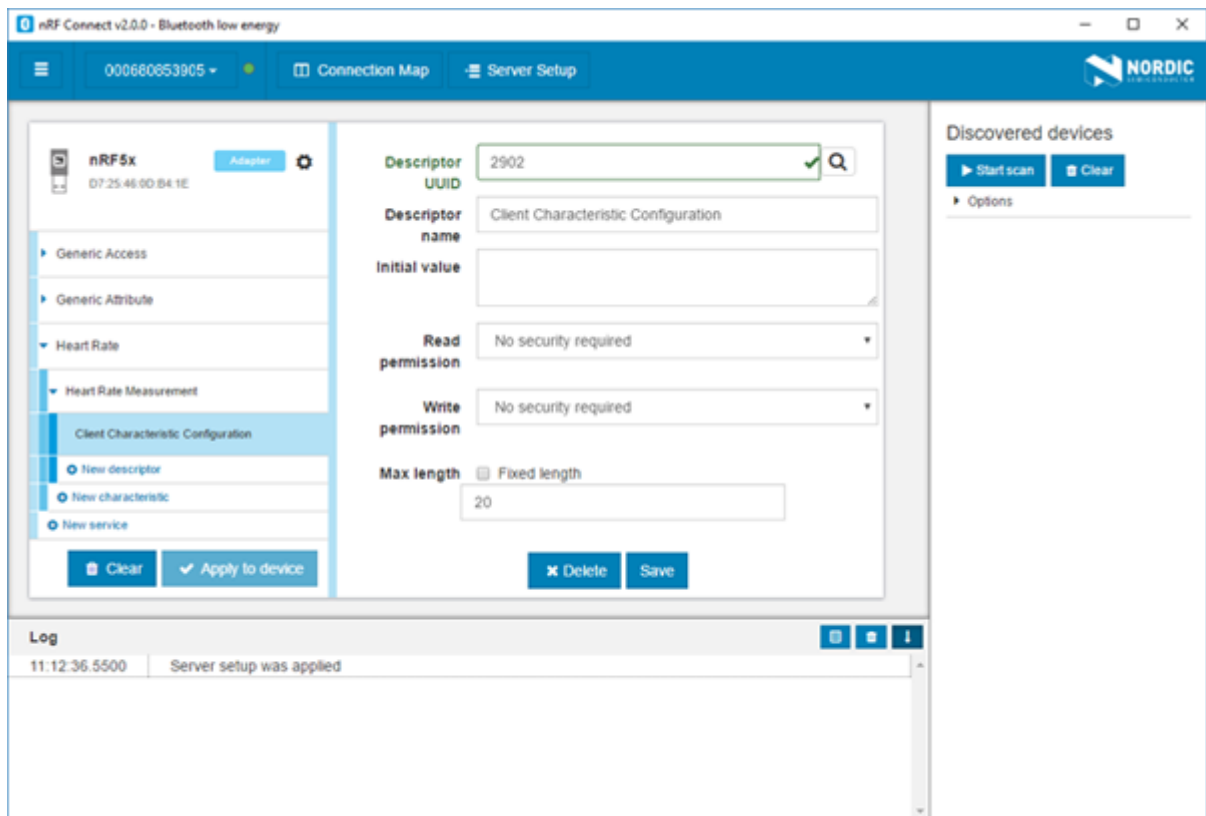 nRF Connect v2.0.0 - Bluetooth low energy
000680853905
Connection Map
Server Setup
NORDIC
SEMICONDUCTOR
nRF5x
Adapter
D7:25:46:0D:B4:1E
Generic Access
Generic Attribute
Heart Rate
Heart Rate Measurement
Client Characteristic Configuration
New descriptor
New characteristic
New service
Clear
Apply to device
Descriptor
UUID
2902
Descriptor
name
Client Characteristic Configuration
Initial value
Read
permission
No security required
Write
permission
No security required
Max length
Fixed length
20
Delete
Save
Discovered devices
Start scan
Clear
Options
Log
11:12:36.5500
Server setup was applied